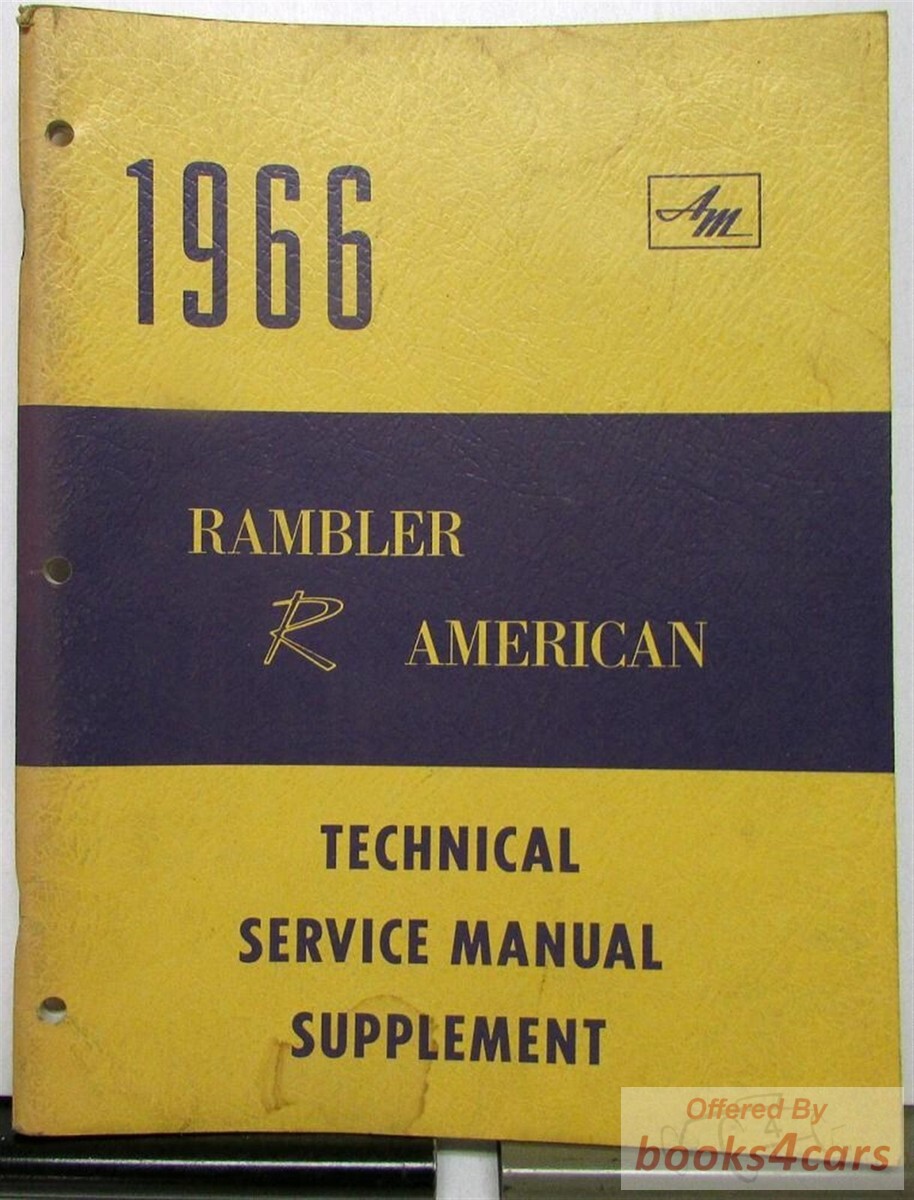 1966
AM
RAMBLER
R AMERICAN
TECHNICAL
SERVICE MANUAL
SUPPLEMENT
Offered By
books4cars